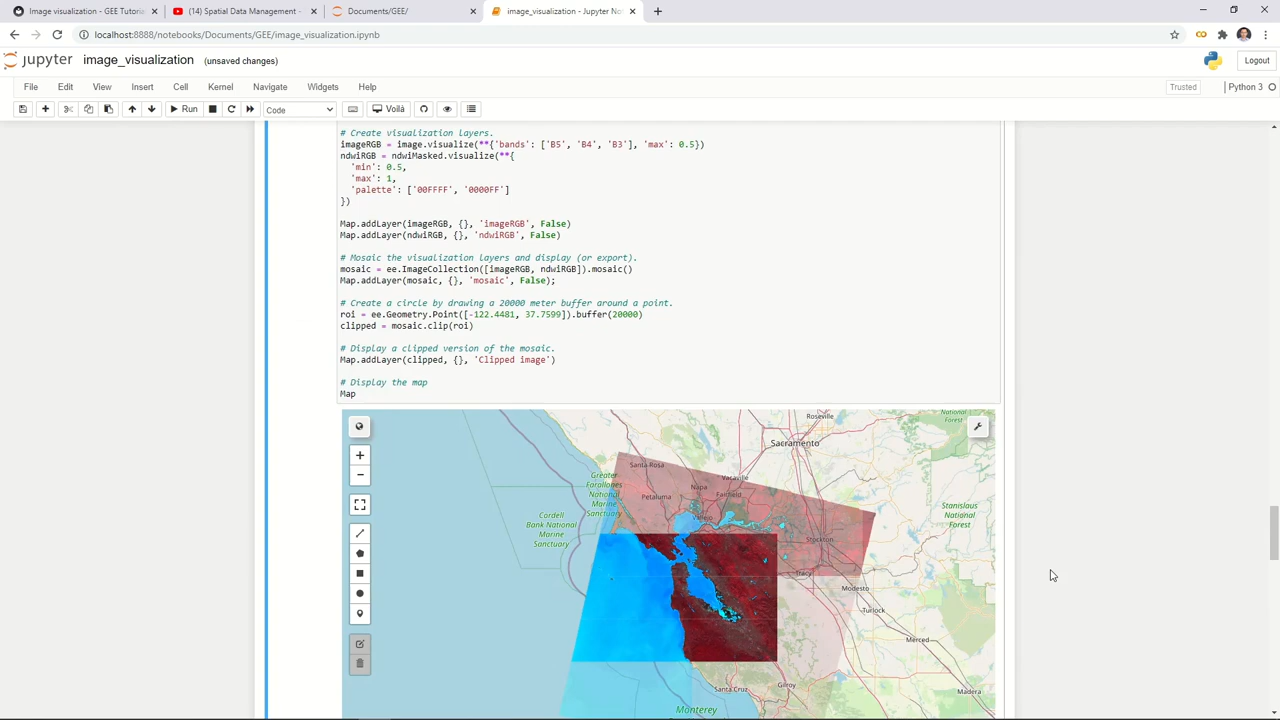 Image visualization - GEE Tutoria
(14) Spatial Data Management -
Documents/GEE/
image_visualization - Jupyter No
localhost:8888/notebooks/Documents/GEE/image_visualization.ipynb
jupyter image_visualization (unsaved changes)
Logout
File Edit View Insert Cell Kernel Navigate Widgets Help
Trusted
Python 3
Run
Code
Voilà
# Create visualization layers.
imageRGB = image.visualize(**{'bands': ['B5', 'B4', 'B3'], 'max': 0.5})
ndwiRGB = ndwiMasked.visualize(**{
'min': 0.5,
'max': 1,
'palette': ['00FFFF', '0000FF']
})
Map.addLayer(imageRGB, {}, 'imageRGB', False)
Map.addLayer(ndwiRGB, {}, 'ndwiRGB', False)
# Mosaic the visualization layers and display (or export).
mosaic = ee.ImageCollection([imageRGB, ndwiRGB]).mosaic()
Map.addLayer(mosaic, {}, 'mosaic', False);
# Create a circle by drawing a 20000 meter buffer around a point.
roi = ee.Geometry.Point([-122.4481, 37.7599]).buffer(20000)
clipped = mosaic.clip(roi)
# Display a clipped version of the mosaic.
Map.addLayer(clipped, {}, 'Clipped image')
# Display the map
Map
Roseville
National
Forest
Sacramento
Santa Rosa
Vacaville
Greater
Farallones
National
Marine
Sanctuary
Napa
Fairfield
Petaluma
Vallejo
Cordell
Bank National
Marine
Sanctuary
Stanislaus
National
Forest
Stockton
Tracy
Modesto
Turlock
Merced
Gilroy
Santa Cruz
Madera
Monterey